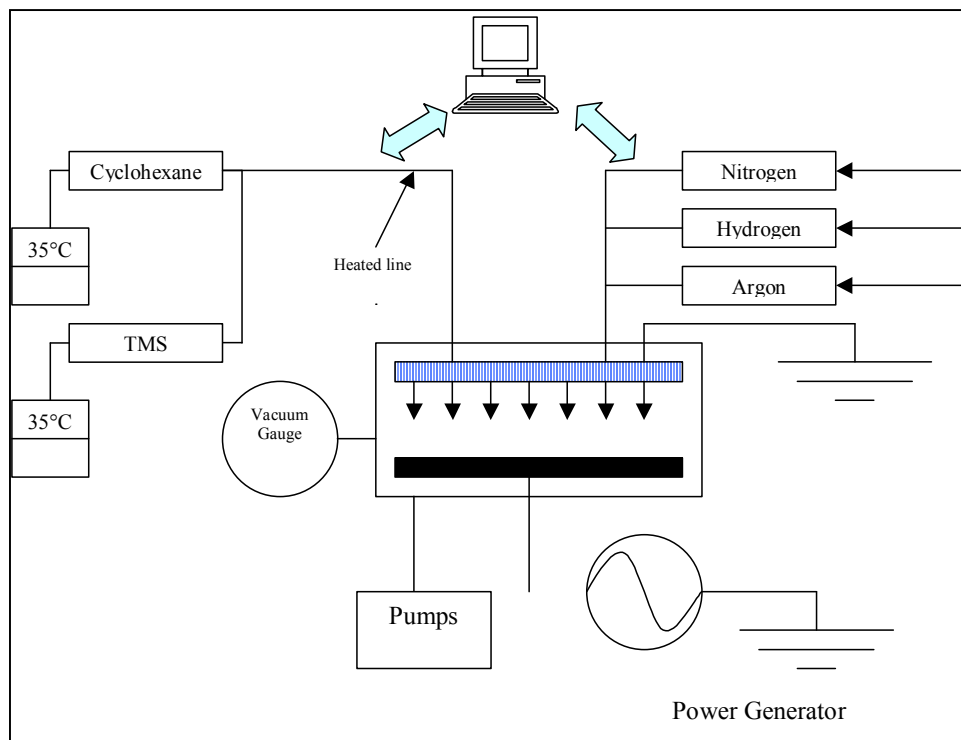 Cyclohexane
Nitrogen
35°C
Hydrogen
Heated line
Argon
TMS
35°C
Vacuum
Gauge
Pumps
Power Generator